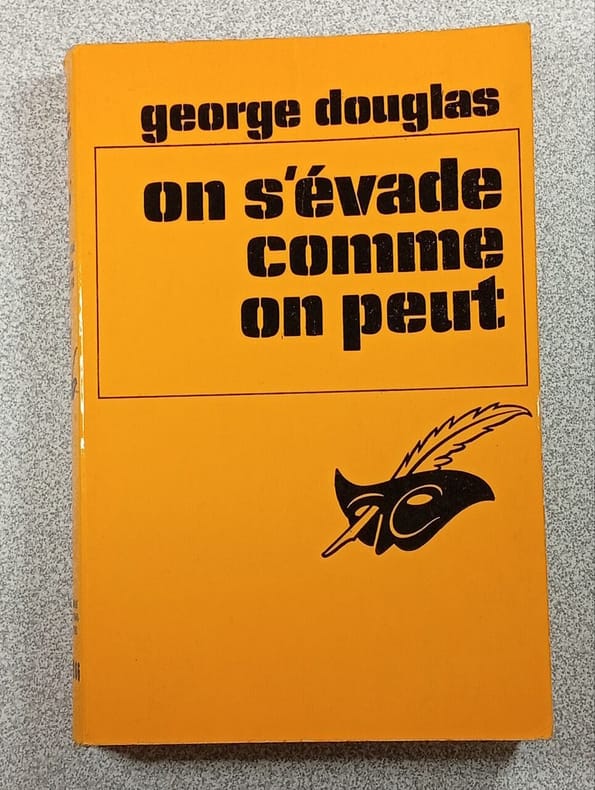 george douglas
on s'évade
comme
on peut